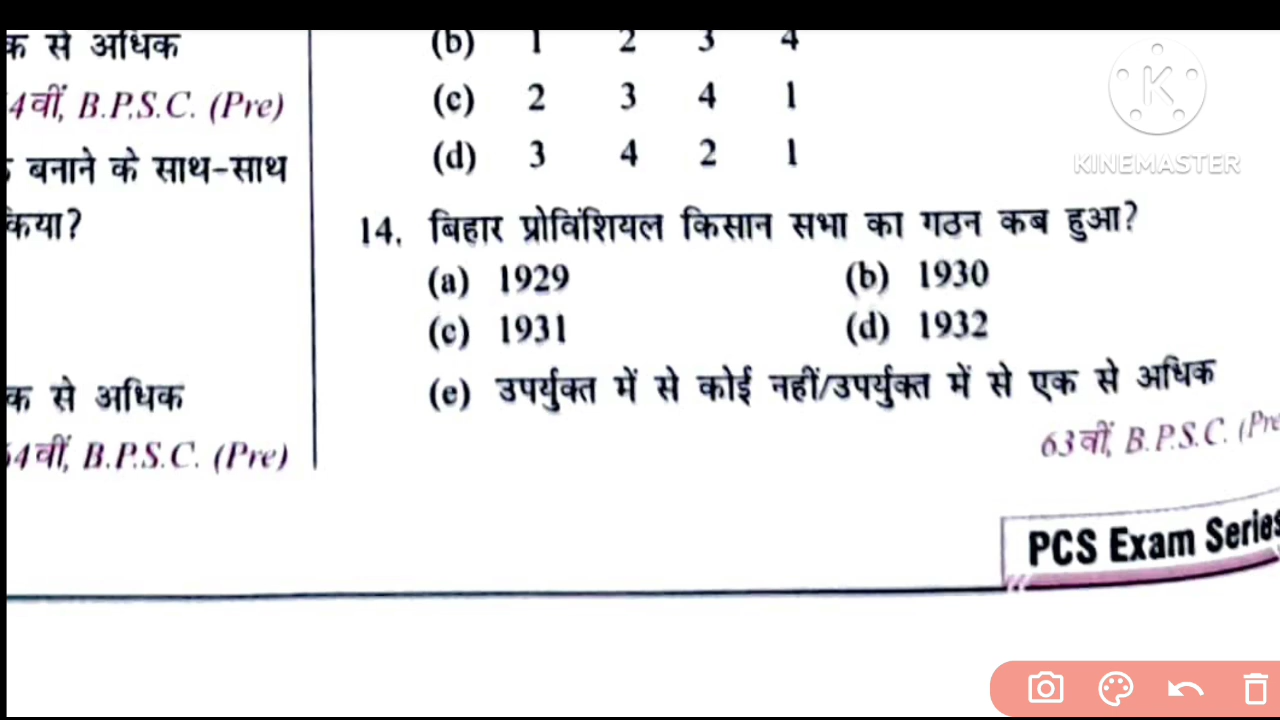 क से अधिक
4वीं, B.P.S.C. (Pre)
बनाने के साथ-साथ
किया?
क से अधिक
4वीं, B.P.S.C. (Pre)
(b) 1 2 3 4
(c) 2 3 4 1
(d) 3 4 2 1
14. बिहार प्रोविंशियल किसान सभा का गठन कब हुआ?
(a) 1929 (b) 1930
(c) 1931 (d) 1932
(e) उपर्युक्त में से कोई नहीं/उपर्युक्त में से एक से अधिक
63वीं, B.P.S.C. (Pre
PCS Exam Series
K
KINEMASTER